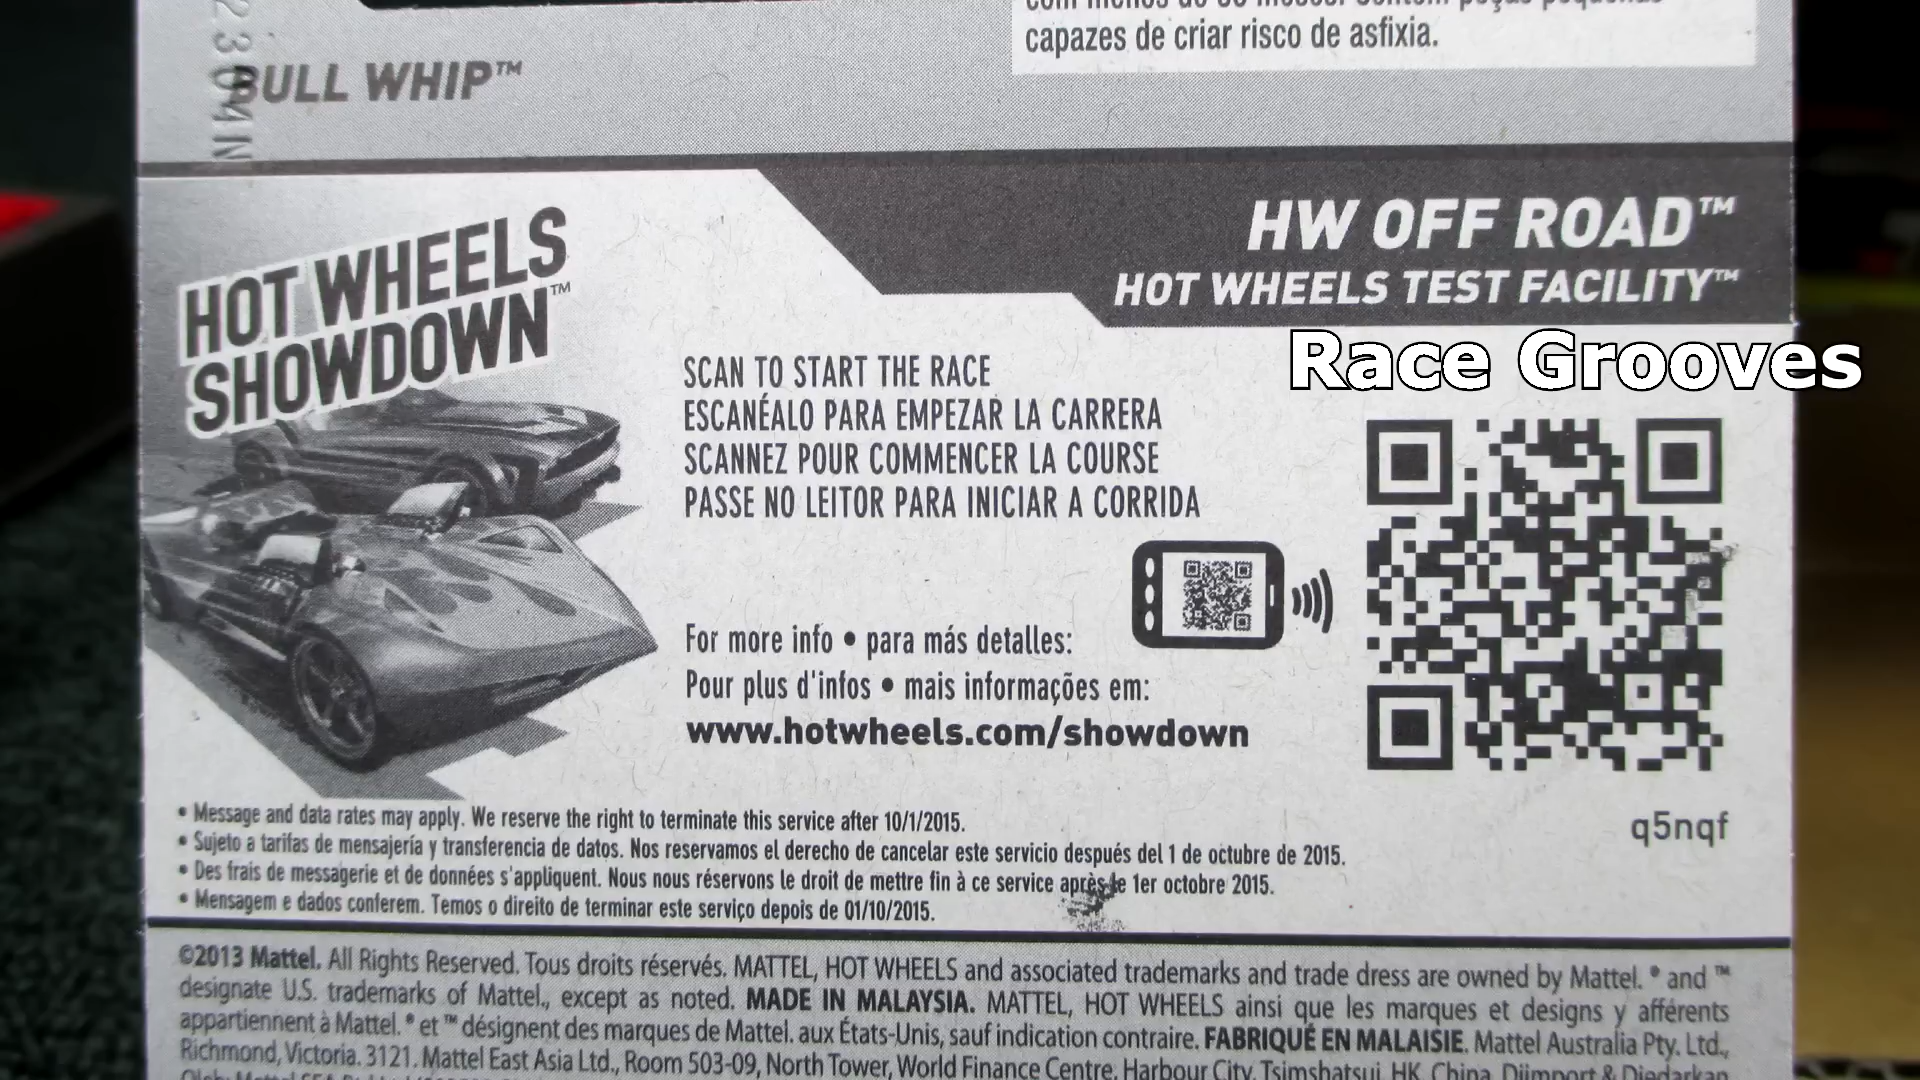 capazes de criar risco de asfixia.
BULL WHIP™
HW OFF ROAD™
HOT WHEELS TEST FACILITY™
Race Grooves
HOT WHEELS
SHOWDOWN™
SCAN TO START THE RACE
ESCANÉALO PARA EMPEZAR LA CARRERA
SCANNEZ POUR COMMENCER LA COURSE
PASSE NO LEITOR PARA INICIAR A CORRIDA
For more info • para más detalles:
Pour plus d'infos • mais informações em:
www.hotwheels.com/showdown
q5nqf
• Message and data rates may apply. We reserve the right to terminate this service after 10/1/2015.
• Sujeto a tarifas de mensajería y transferencia de datos. Nos reservamos el derecho de cancelar este servicio después del 1 de octubre de 2015.
• Des frais de messagerie et de données s'appliquent. Nous nous réservons le droit de mettre fin à ce service après le 1er octobre 2015.
• Mensagem e dados conferem. Temos o direito de terminar este serviço depois de 01/10/2015.
©2013 Mattel. All Rights Reserved. Tous droits réservés. MATTEL, HOT WHEELS and associated trademarks and trade dress are owned by Mattel. ® and ™
designate U.S. trademarks of Mattel, except as noted. MADE IN MALAYSIA. MATTEL, HOT WHEELS ainsi que les marques et designs y afférents
appartiennent à Mattel. ® et ™ désignent des marques de Mattel. aux États-Unis, sauf indication contraire. FABRIQUÉ EN MALAISIE. Mattel Australia Pty. Ltd.,
Richmond, Victoria. 3121. Mattel East Asia Ltd., Room 503-09, North Tower, World Finance Centre, Harbour City, Tsimshatsui, HK, China. Diimport & Diedarkan